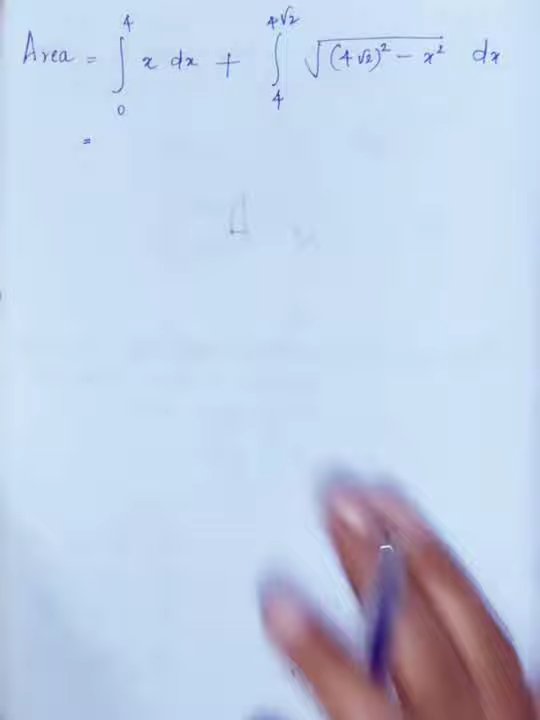 Area = ∫₀⁴ x dx + ∫₄^{4√2} √((4√2)² − x²) dx
=